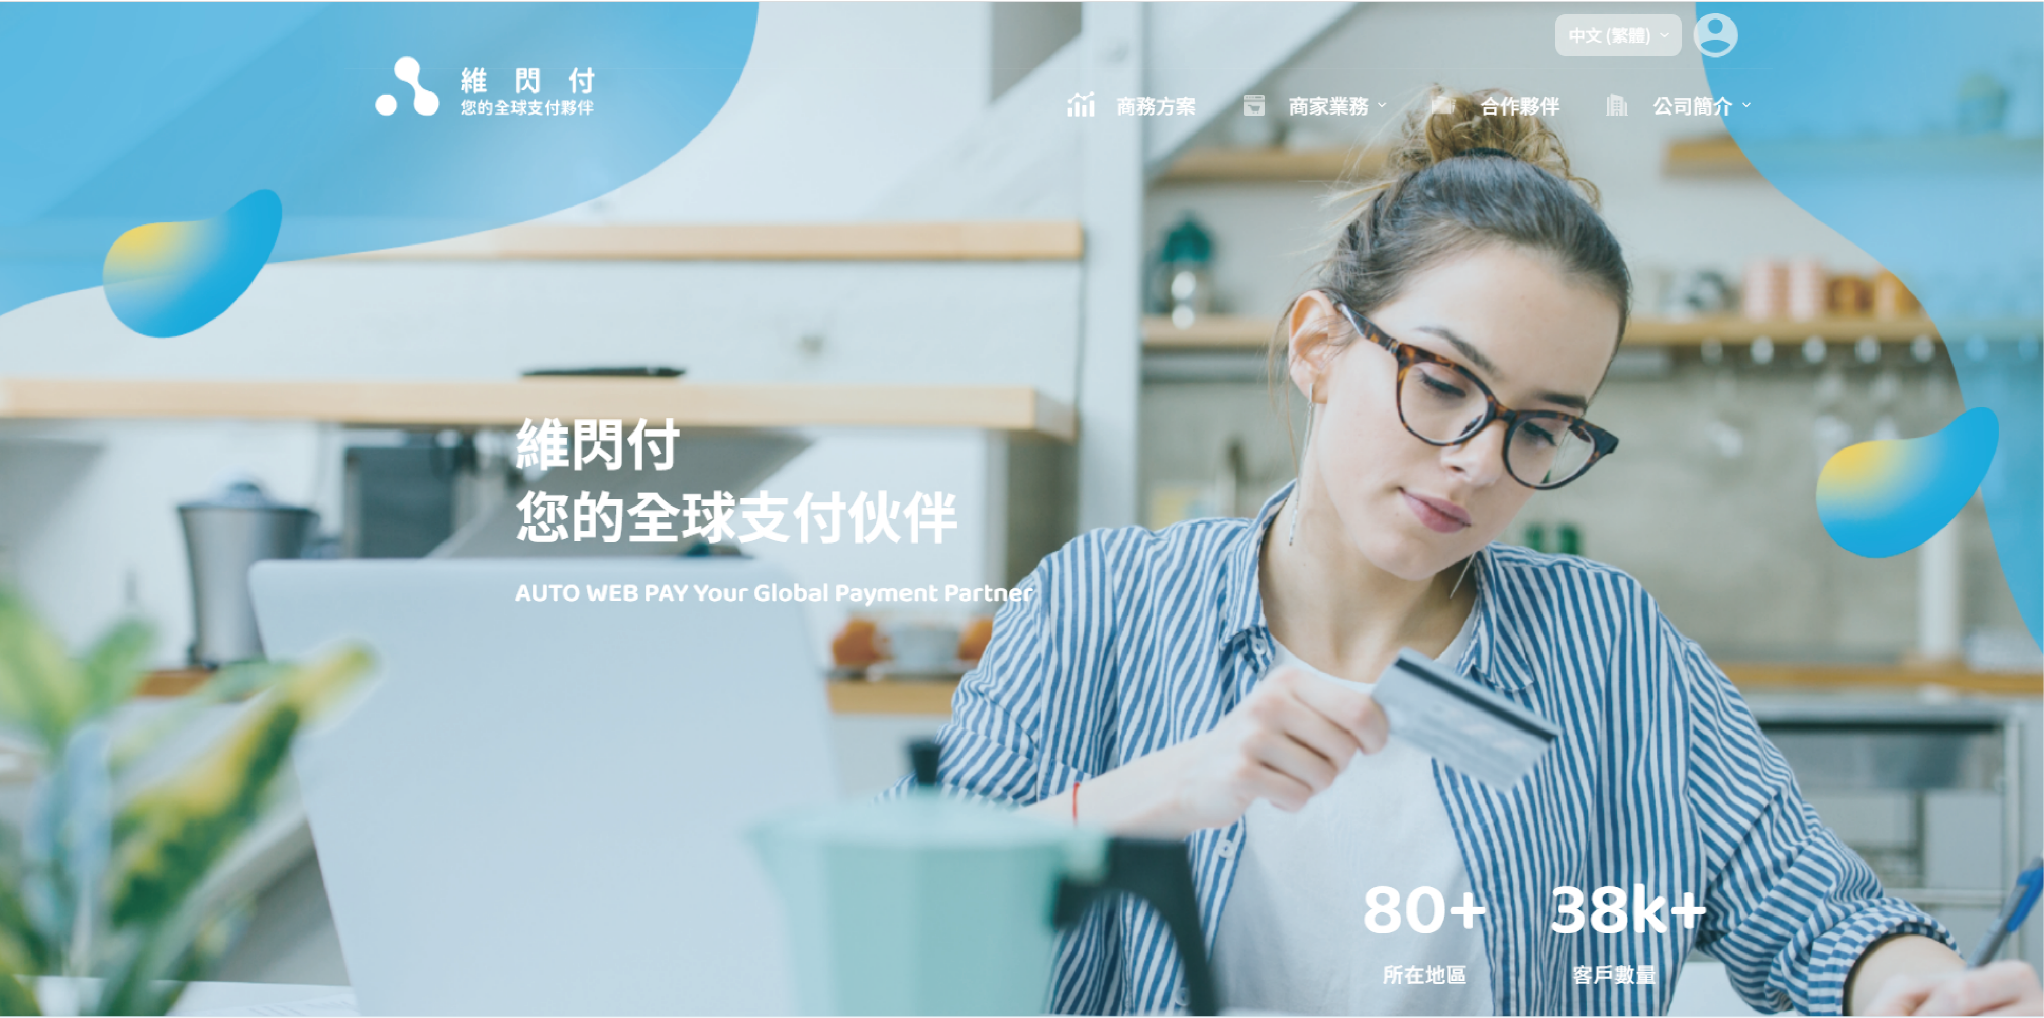 中文 (繁體)
維閃付
您的全球支付夥伴
商務方案
商家業務
合作夥伴
公司簡介
維閃付
您的全球支付伙伴
AUTO WEB PAY Your Global Payment Partner
80+
38k+
所在地區
客戶數量